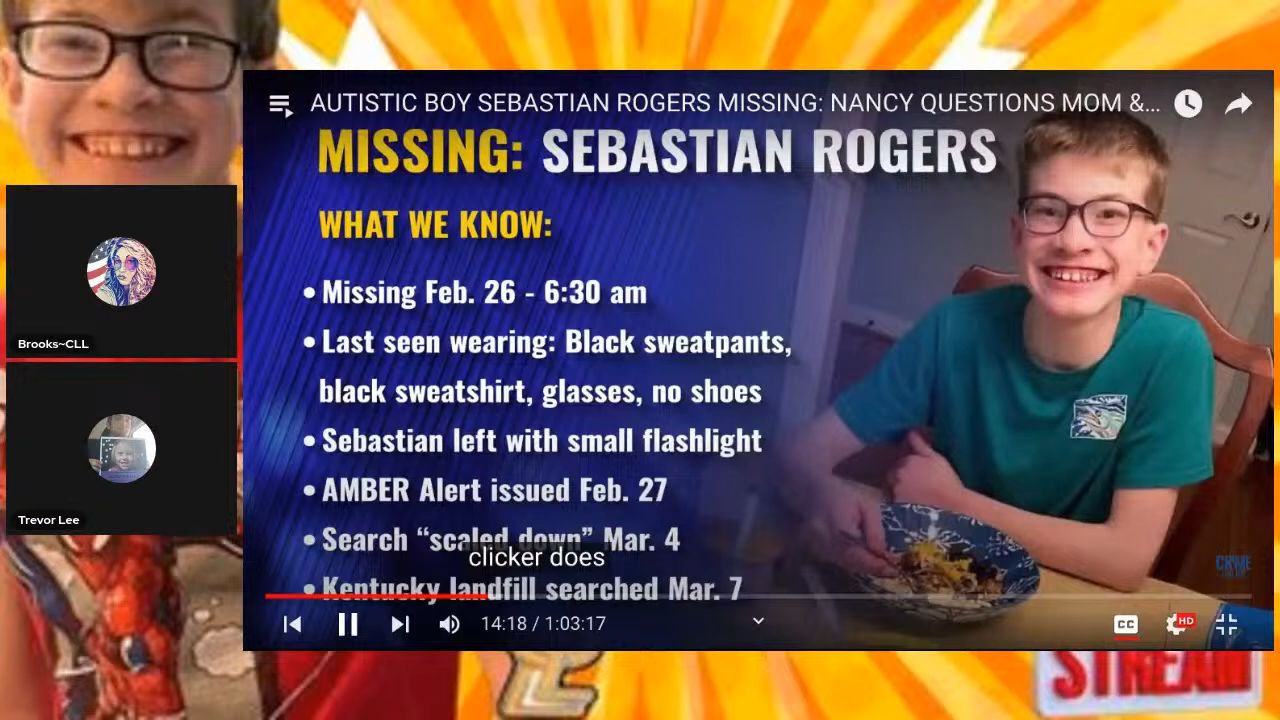 AUTISTIC BOY SEBASTIAN ROGERS MISSING: NANCY QUESTIONS MOM &...
MISSING: SEBASTIAN ROGERS
WHAT WE KNOW:
• Missing Feb. 26 - 6:30 am
• Last seen wearing: Black sweatpants,
black sweatshirt, glasses, no shoes
• Sebastian left with small flashlight
• AMBER Alert issued Feb. 27
• Search “scaled down” Mar. 4
clicker does
• Kentucky landfill searched Mar. 7
14:18 / 1:03:17
CC
HD
CRIME
Brooks~CLL
Trevor Lee
STREAM